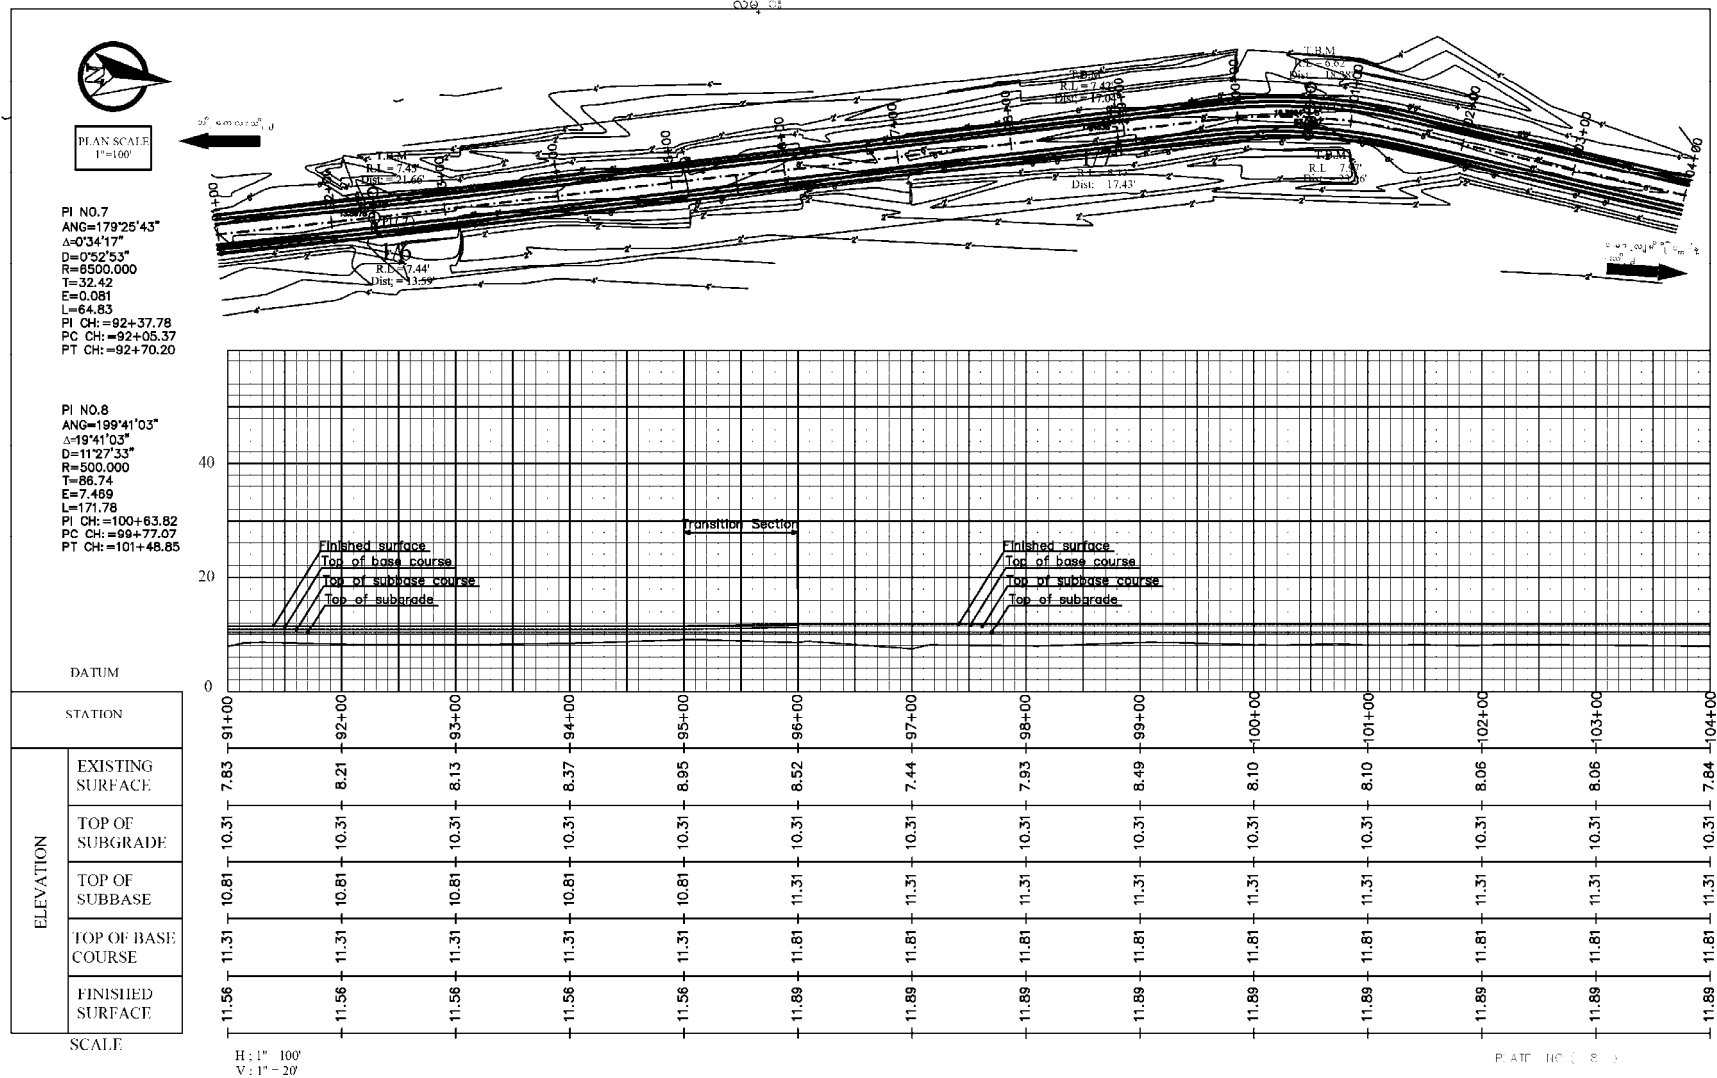 PLAN SCALE
1"=100'
PI NO.7
ANG=179°25'43"
Δ=0°34'17"
D=0°52'53"
R=6500.000
T=32.42
E=0.081
L=64.83
PI CH:=92+37.78
PC CH:=92+05.37
PT CH:=92+70.20
PI NO.8
ANG=199°41'03"
Δ=19°41'03"
D=11°27'33"
R=500.000
T=86.74
E=7.469
L=171.78
PI CH:=100+63.82
PC CH:=99+77.07
PT CH:=101+48.85
T.B.M
R.L = 7.45'
Dist: = 21.66'
R.L = 7.44'
Dist: = 13.59'
T.B.M
Dist: 17.43'
T.B.M
R.L = 6.62'
T.B.M
40
20
0
Transition Section
Finished surface
Top of base course
Top of subbase course
Top of subgrade
Finished surface
Top of base course
Top of subbase course
Top of subgrade
DATUM
STATION 91+00 92+00 93+00 94+00 95+00 96+00 97+00 98+00 99+00 100+00 101+00 102+00 103+00 104+00
ELEVATION
EXISTING
SURFACE 7.83 8.21 8.13 8.37 8.95 8.52 7.44 7.93 8.49 8.10 8.10 8.06 8.06 7.84
TOP OF
SUBGRADE 10.31 10.31 10.31 10.31 10.31 10.31 10.31 10.31 10.31 10.31 10.31 10.31 10.31 10.31
TOP OF
SUBBASE 10.81 10.81 10.81 10.81 10.81 11.31 11.31 11.31 11.31 11.31 11.31 11.31 11.31 11.31
TOP OF BASE
COURSE 11.31 11.31 11.31 11.31 11.31 11.81 11.81 11.81 11.81 11.81 11.81 11.81 11.81 11.81
FINISHED
SURFACE 11.56 11.56 11.56 11.56 11.56 11.89 11.89 11.89 11.89 11.89 11.89 11.89 11.89 11.89
SCALE
H : 1" 100'
V : 1" = 20'
PLATE NO ( 8 )